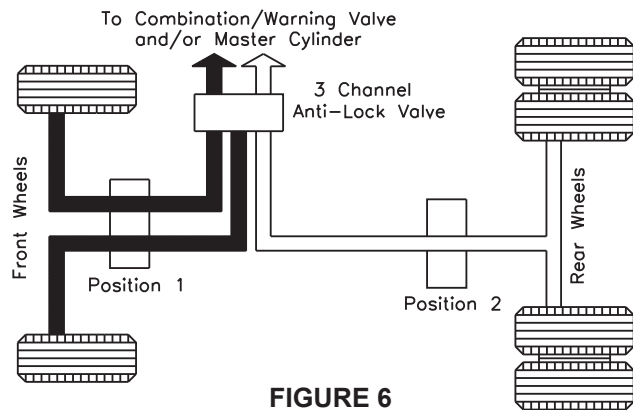 To Combination/Warning Valve
and/or Master Cylinder
3 Channel
Anti-Lock Valve
Front Wheels
Rear Wheels
Position 1
Position 2
FIGURE 6